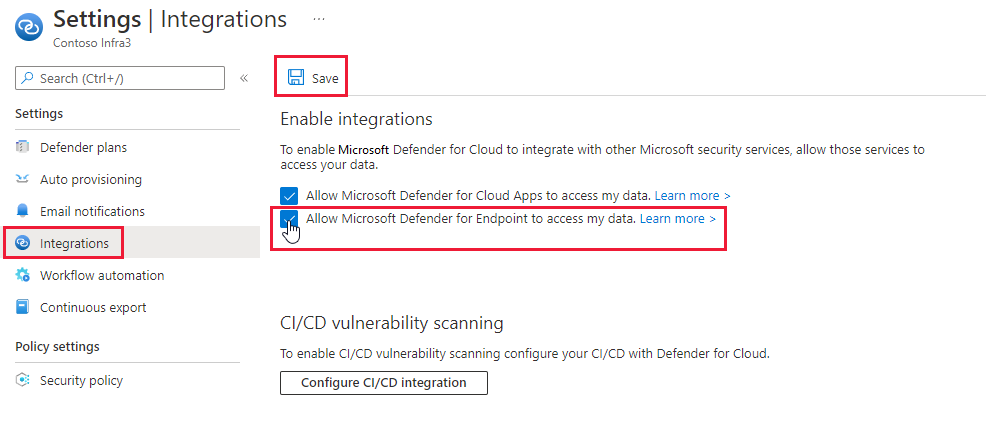 Settings | Integrations ...
Contoso Infra3
Search (Ctrl+/) «
Save
Settings
Defender plans
Auto provisioning
Email notifications
Integrations
Workflow automation
Continuous export
Policy settings
Security policy
Enable integrations
To enable Microsoft Defender for Cloud to integrate with other Microsoft security services, allow those services to
access your data.
Allow Microsoft Defender for Cloud Apps to access my data. Learn more >
Allow Microsoft Defender for Endpoint to access my data. Learn more >
CI/CD vulnerability scanning
To enable CI/CD vulnerability scanning configure your CI/CD with Defender for Cloud.
Configure CI/CD integration